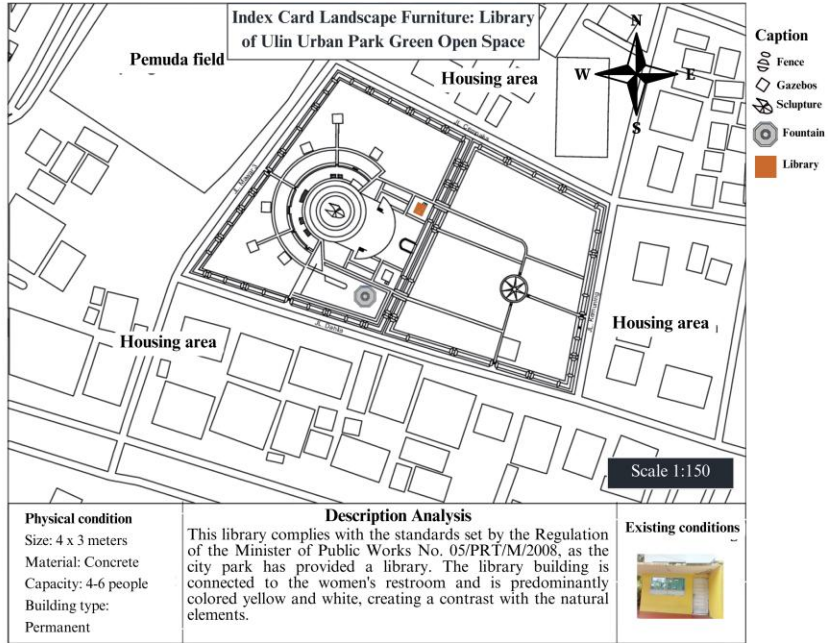 Index Card Landscape Furniture: Library
of Ulin Urban Park Green Open Space
Pemuda field
Housing area
N
W
E
S
Caption
Fence
Gazebos
Sclupture
Fountain
Library
JL. Cempaka
Housing area
Housing area
Scale 1:150
Physical condition
Size: 4 x 3 meters
Material: Concrete
Capacity: 4-6 people
Building type:
Permanent
Description Analysis
This library complies with the standards set by the Regulation
of the Minister of Public Works No. 05/PRT/M/2008, as the
city park has provided a library. The library building is
connected to the women's restroom and is predominantly
colored yellow and white, creating a contrast with the natural
elements.
Existing conditions